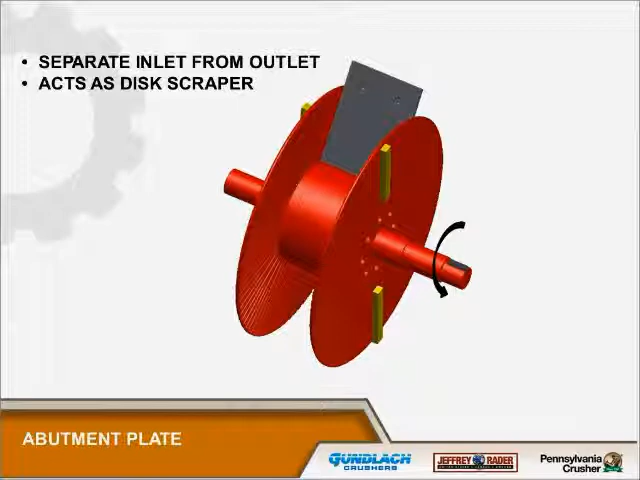 • SEPARATE INLET FROM OUTLET
• ACTS AS DISK SCRAPER
ABUTMENT PLATE
GUNDLACH
CRUSHERS
JEFFREY RADER
Pennsylvania
Crusher